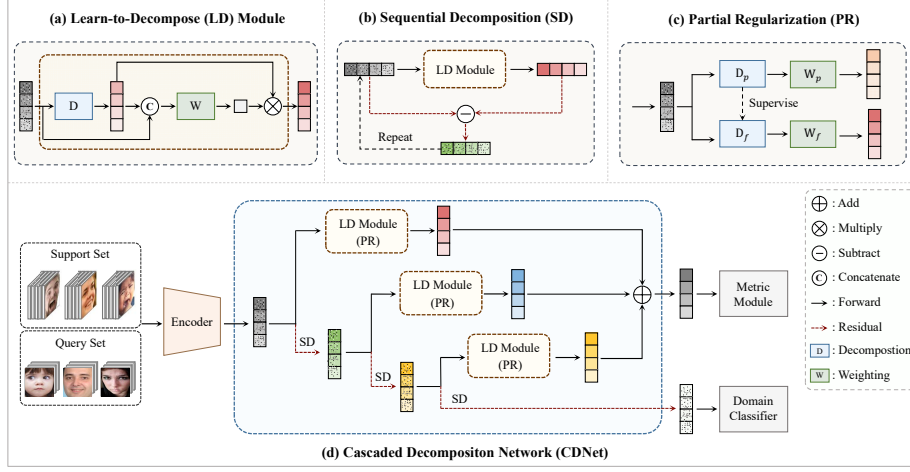 (a) Learn-to-Decompose (LD) Module
D
C
W
(b) Sequential Decomposition (SD)
LD Module
Repeat
(c) Partial Regularization (PR)
Dp
Wp
Supervise
Df
Wf
Support Set
Query Set
Encoder
LD Module
(PR)
SD
LD Module
(PR)
SD
LD Module
(PR)
SD
Metric
Module
Domain
Classifier
: Add
: Multiply
: Subtract
C : Concatenate
: Forward
: Residual
D : Decompostion
W : Weighting
(d) Cascaded Decompositon Network (CDNet)